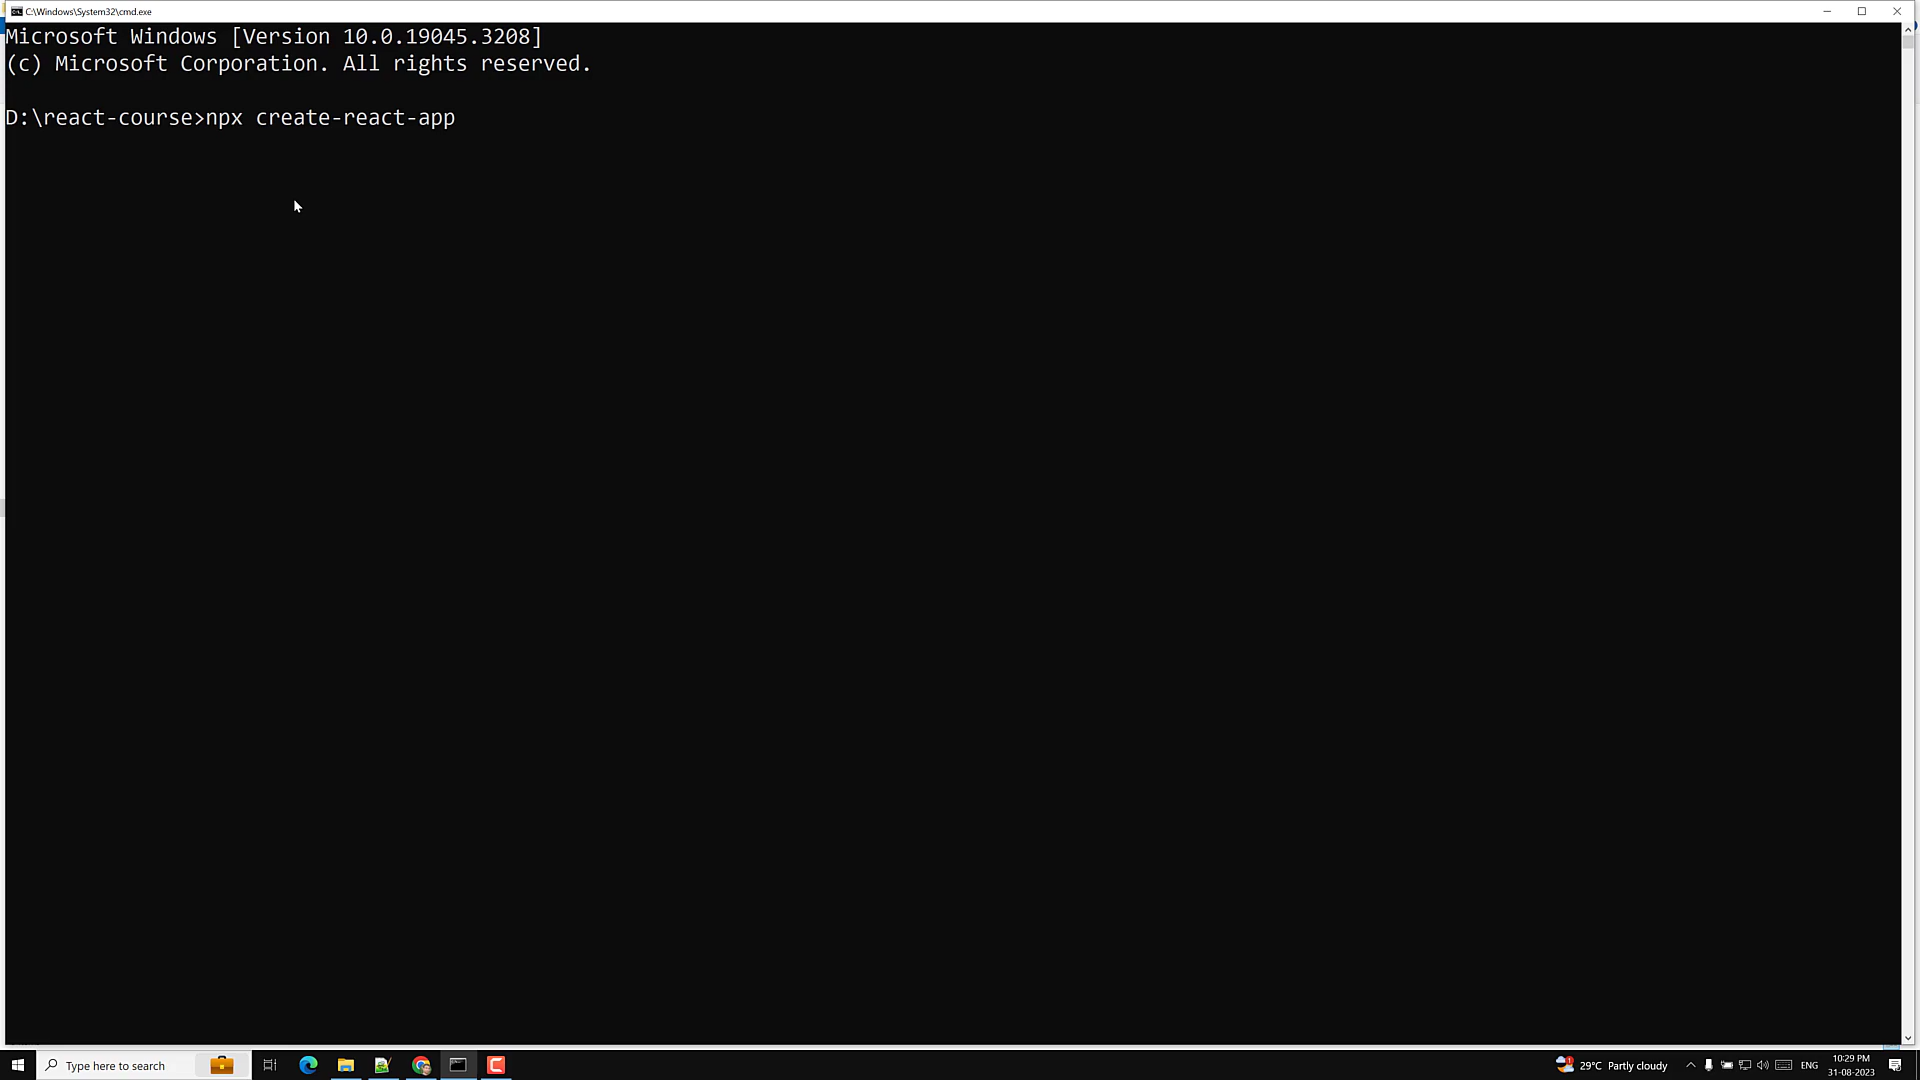 C:\Windows\System32\cmd.exe
Microsoft Windows [Version 10.0.19045.3208]
(c) Microsoft Corporation. All rights reserved.
D:\react-course>npx create-react-app
Type here to search
29°C Partly cloudy
ENG
10:29 PM
31-08-2023